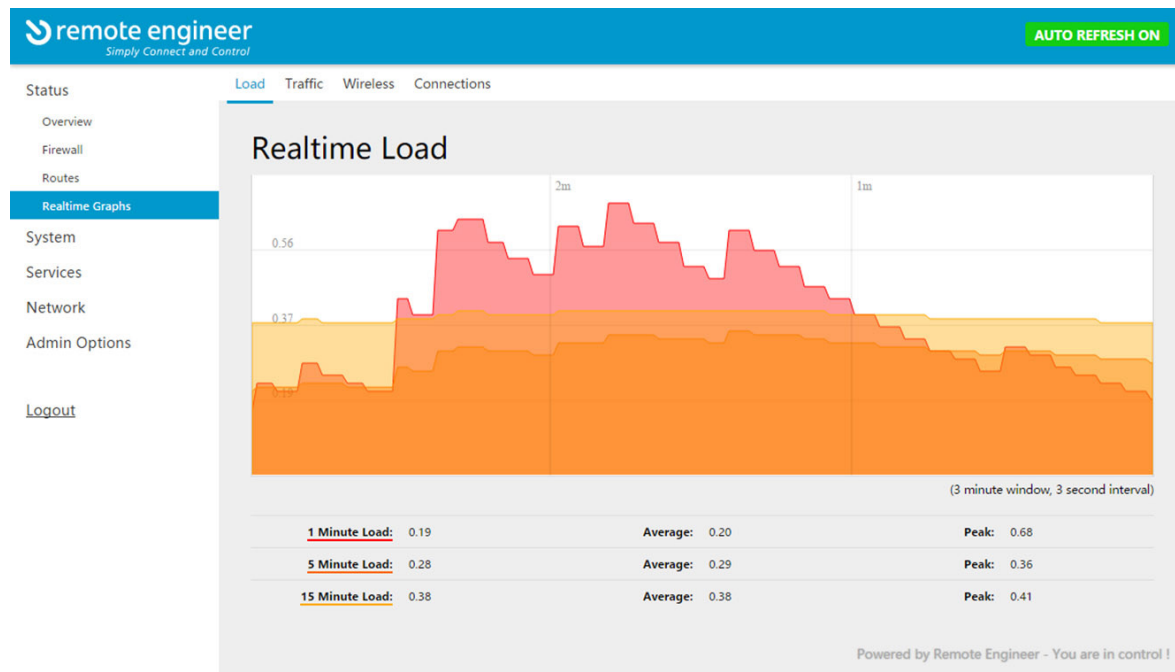 remote engineer
Simply Connect and Control
AUTO REFRESH ON
Status
Overview
Firewall
Routes
Realtime Graphs
System
Services
Network
Admin Options
Logout
Load Traffic Wireless Connections
Realtime Load
2m 1m
0.56
0.37
0.19
(3 minute window, 3 second interval)
1 Minute Load: 0.19 Average: 0.20 Peak: 0.68
5 Minute Load: 0.28 Average: 0.29 Peak: 0.36
15 Minute Load: 0.38 Average: 0.38 Peak: 0.41
Powered by Remote Engineer - You are in control !